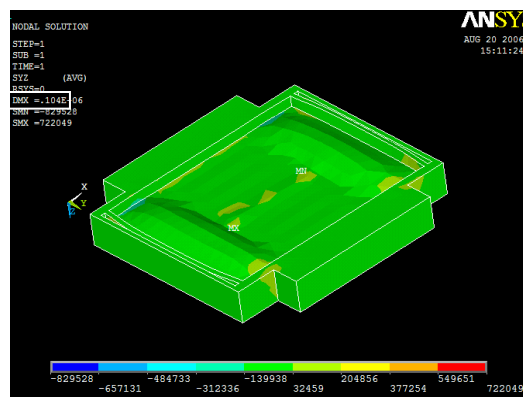 NODAL SOLUTION
STEP=1
SUB =1
TIME=1
SYZ (AVG)
RSYS=0
DMX =.104E-06
SMN =-829528
SMX =722049
ANSY
AUG 20 2006
15:11:24
MN
MX
X
Y
Z
-829528 -484733 -139938 204856 549651
-657131 -312336 32459 377254 722049